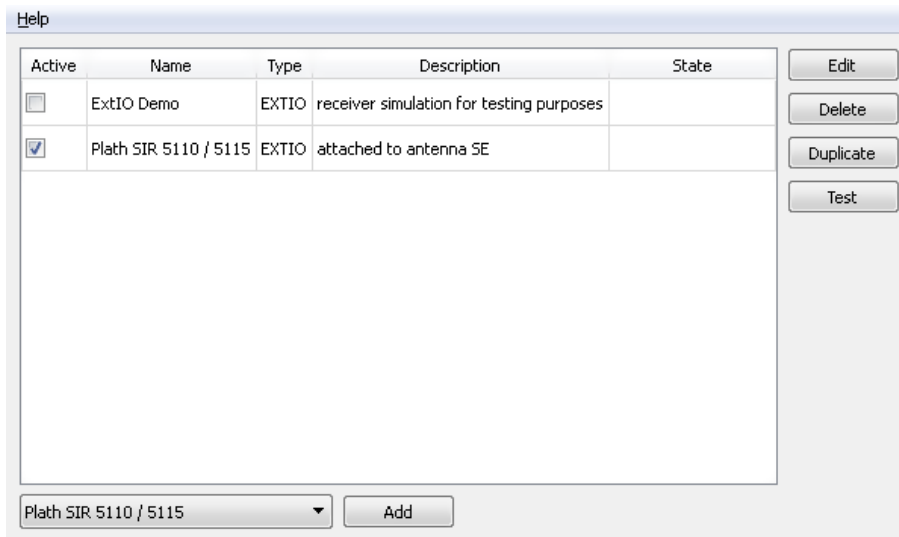 Help
Active Name Type Description State
ExtIO Demo EXTIO receiver simulation for testing purposes
Plath SIR 5110 / 5115 EXTIO attached to antenna SE
Edit
Delete
Duplicate
Test
Plath SIR 5110 / 5115 Add